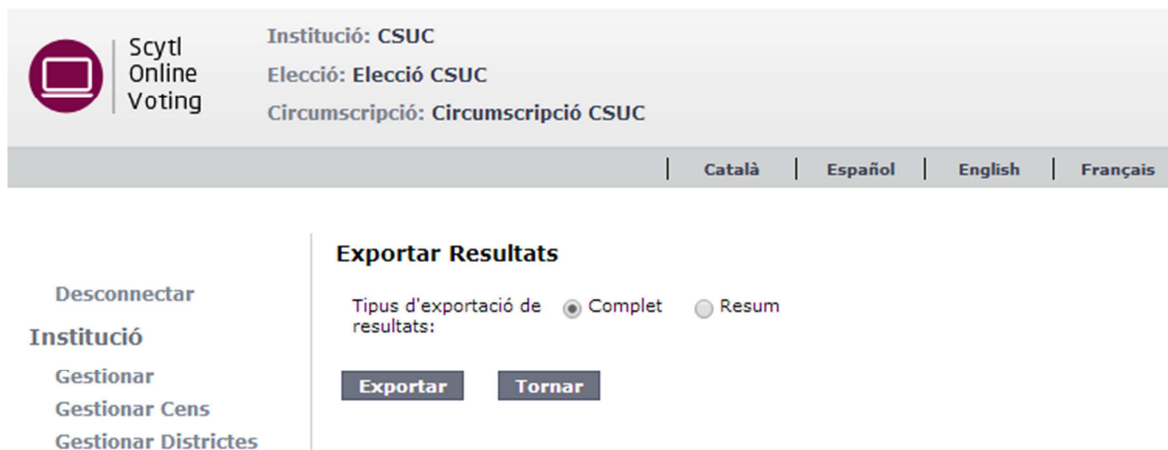 Scytl
Online
Voting
Institució: CSUC
Elecció: Elecció CSUC
Circumscripció: Circumscripció CSUC
Català | Español | English | Français
Desconnectar
Institució
Gestionar
Gestionar Cens
Gestionar Districtes
Exportar Resultats
Tipus d'exportació de resultats: Complet Resum
Exportar Tornar